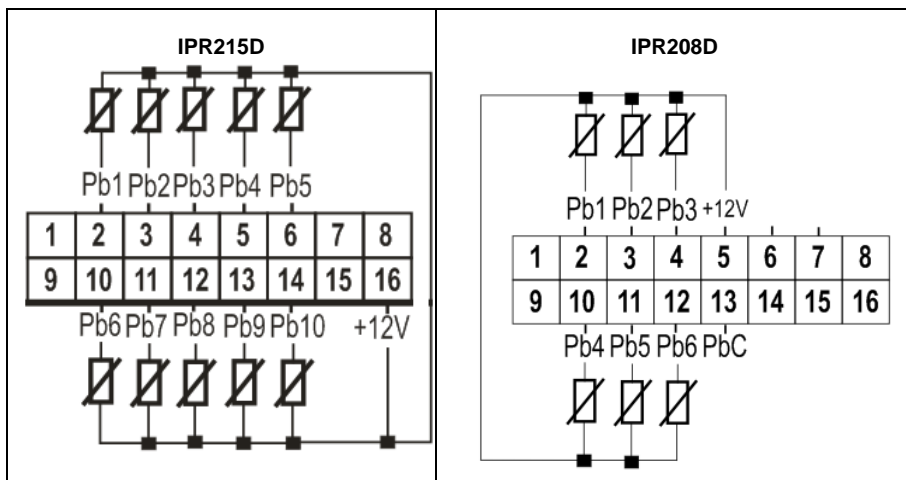 IPR215D
Pb1 Pb2 Pb3 Pb4 Pb5
1 2 3 4 5 6 7 8
9 10 11 12 13 14 15 16
Pb6 Pb7 Pb8 Pb9 Pb10 +12V
IPR208D
Pb1 Pb2 Pb3 +12V
1 2 3 4 5 6 7 8
9 10 11 12 13 14 15 16
Pb4 Pb5 Pb6 PbC